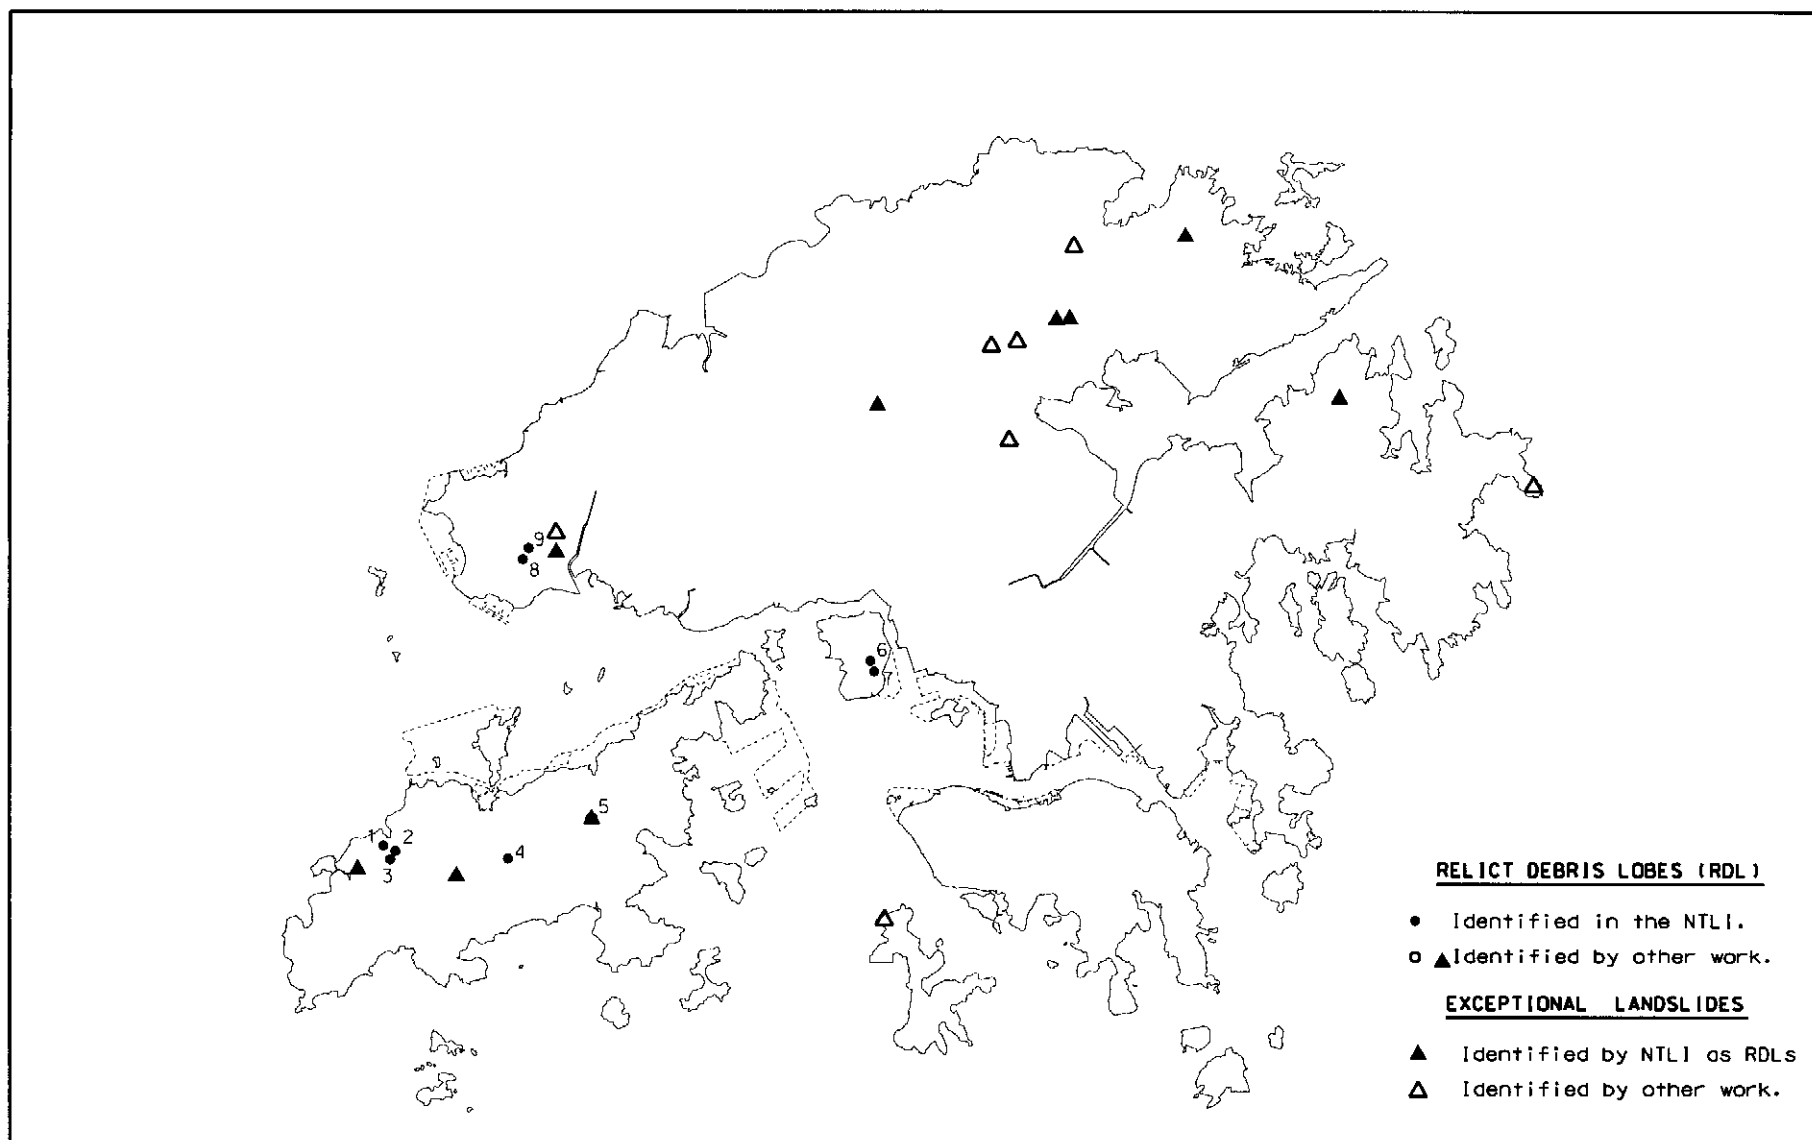 9
8
6
7
5
1
2
4
3
RELICT DEBRIS LOBES (RDL)
Identified in the NTLI.
Identified by other work.
EXCEPTIONAL LANDSLIDES
Identified by NTLI as RDLs
Identified by other work.